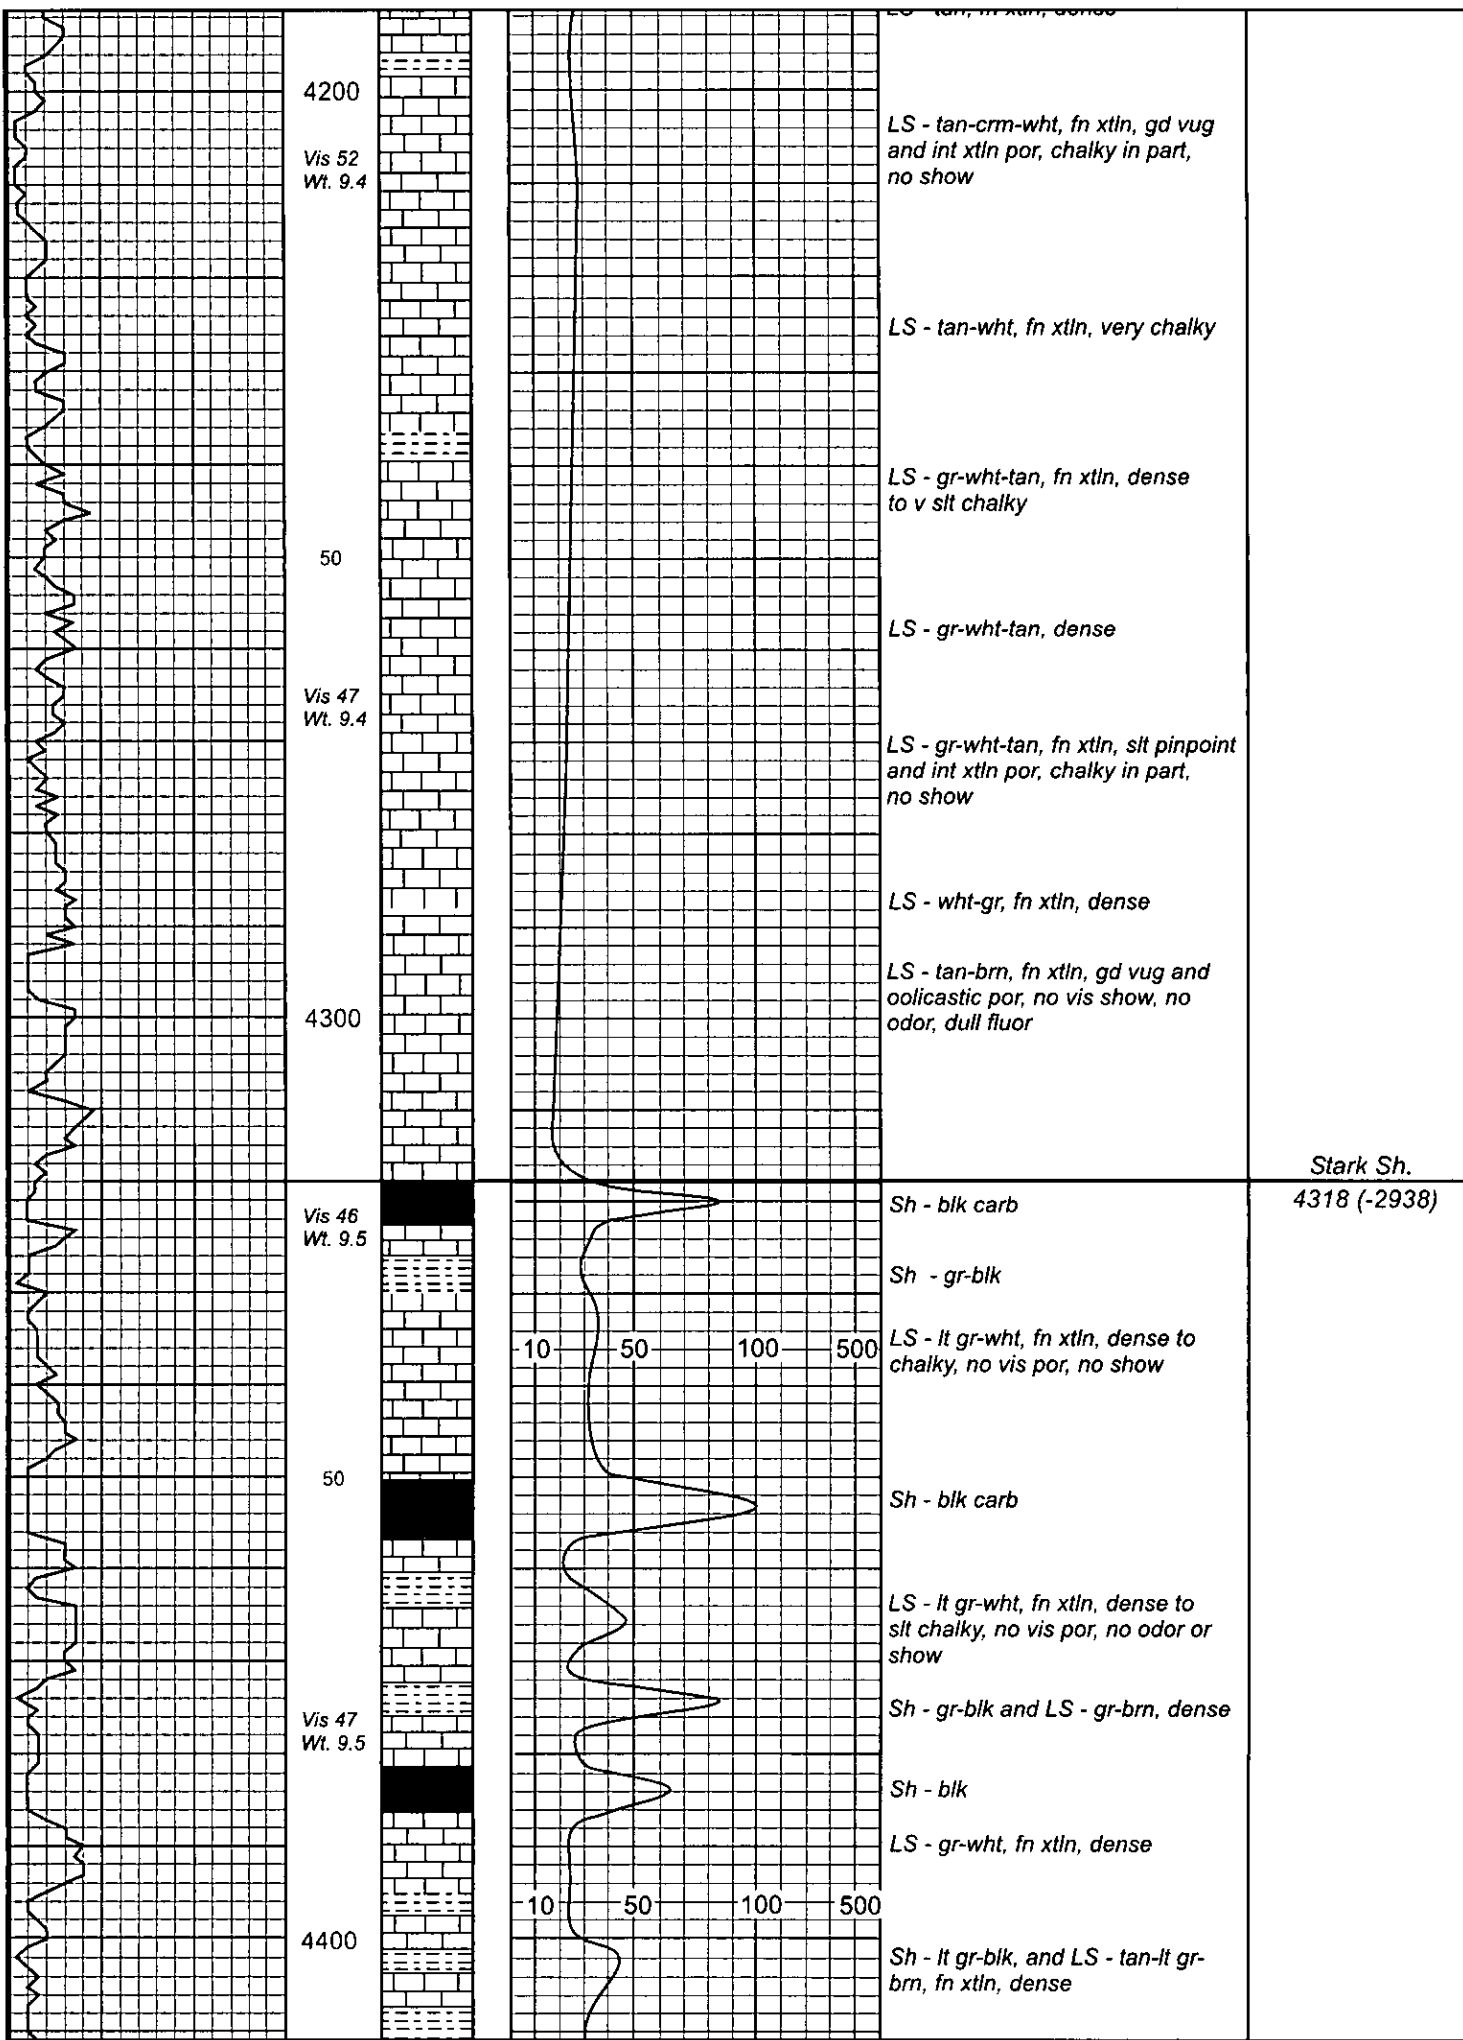 LS - tan, fn xtln, dense
4200
LS - tan-crm-wht, fn xtln, gd vug
and int xtln por, chalky in part,
no show
Vis 52
Wt. 9.4
LS - tan-wht, fn xtln, very chalky
LS - gr-wht-tan, fn xtln, dense
to v slt chalky
50
LS - gr-wht-tan, dense
Vis 47
Wt. 9.4
LS - gr-wht-tan, fn xtln, slt pinpoint
and int xtln por, chalky in part,
no show
LS - wht-gr, fn xtln, dense
LS - tan-brn, fn xtln, gd vug and
oolicastic por, no vis show, no
odor, dull fluor
4300
Stark Sh.
4318 (-2938)
Sh - blk carb
Vis 46
Wt. 9.5
Sh - gr-blk
10 50 100 500
LS - lt gr-wht, fn xtln, dense to
chalky, no vis por, no show
50
Sh - blk carb
LS - lt gr-wht, fn xtln, dense to
slt chalky, no vis por, no odor or
show
Sh - gr-blk and LS - gr-brn, dense
Vis 47
Wt. 9.5
Sh - blk
LS - gr-wht, fn xtln, dense
10 50 100 500
4400
Sh - lt gr-blk, and LS - tan-lt gr-
brn, fn xtln, dense